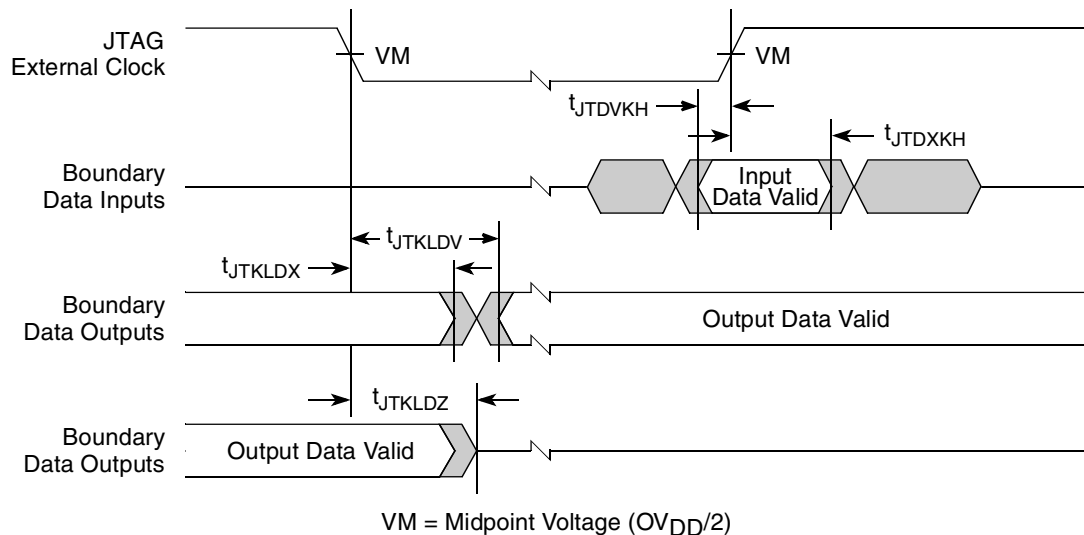 JTAG
External Clock
VM
VM
tJTDVKH
tJTDXKH
Boundary
Data Inputs
Input
Data Valid
tJTKLDV
tJTKLDX
Boundary
Data Outputs
Output Data Valid
tJTKLDZ
Boundary
Data Outputs
Output Data Valid
VM = Midpoint Voltage (OVDD/2)